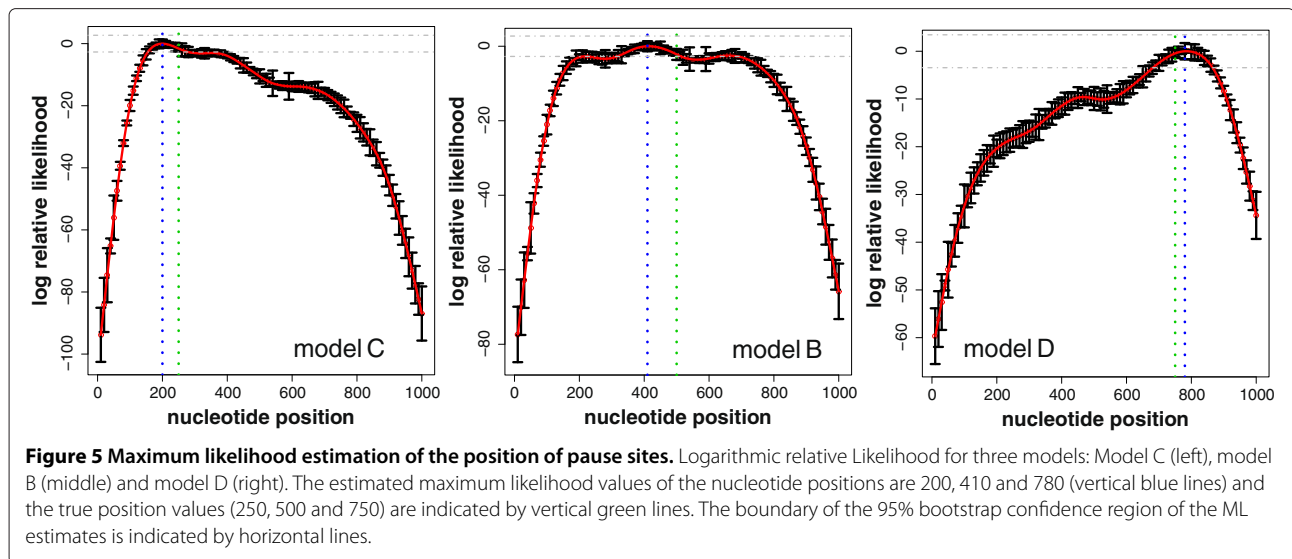 0
-20
-40
-60
-80
-100
log relative likelihood
model C
0 200 400 600 800 1000
nucleotide position
0
-20
-40
-60
-80
log relative likelihood
model B
0 200 400 600 800 1000
nucleotide position
0
-10
-20
-30
-40
-50
-60
log relative likelihood
model D
0 200 400 600 800 1000
nucleotide position
Figure 5 Maximum likelihood estimation of the position of pause sites. Logarithmic relative Likelihood for three models: Model C (left), model
B (middle) and model D (right). The estimated maximum likelihood values of the nucleotide positions are 200, 410 and 780 (vertical blue lines) and
the true position values (250, 500 and 750) are indicated by vertical green lines. The boundary of the 95% bootstrap confidence region of the ML
estimates is indicated by horizontal lines.